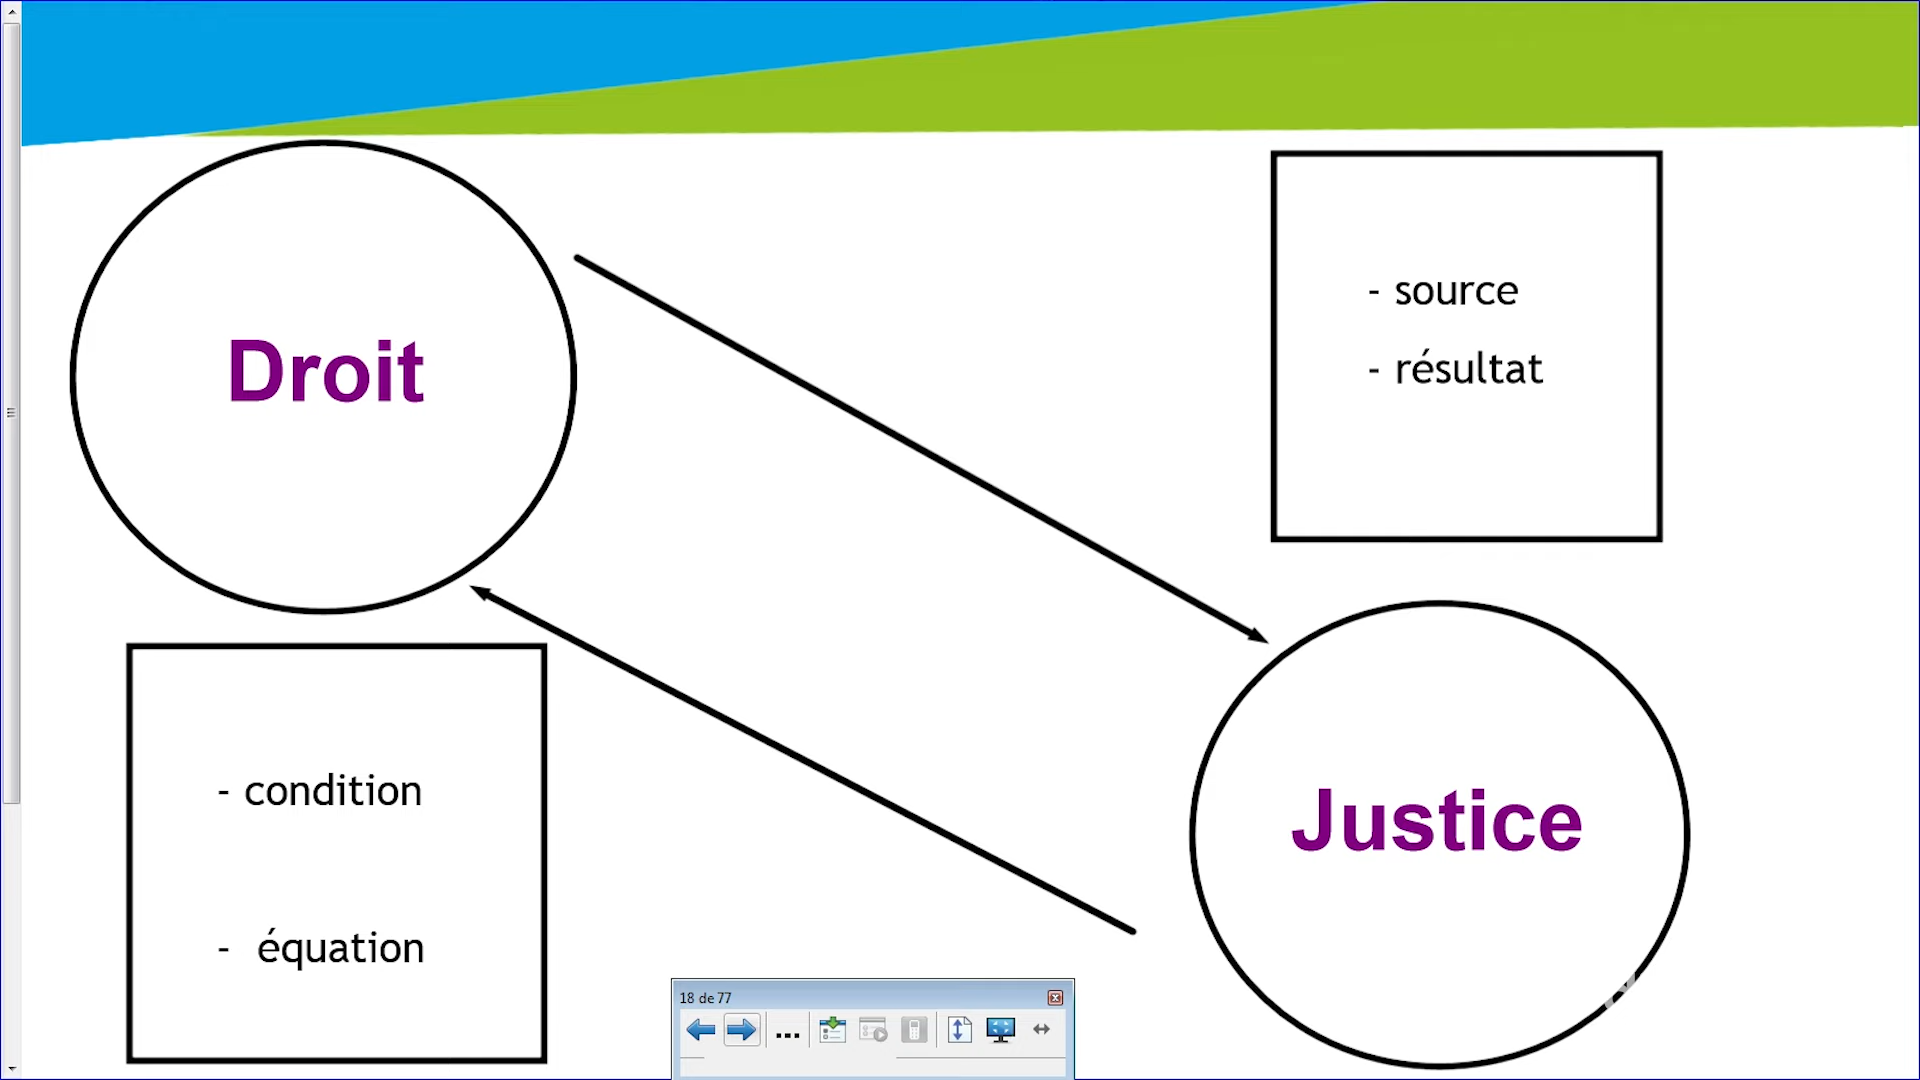 Droit
- source
- résultat
- condition
- équation
Justice
18 de 77
...